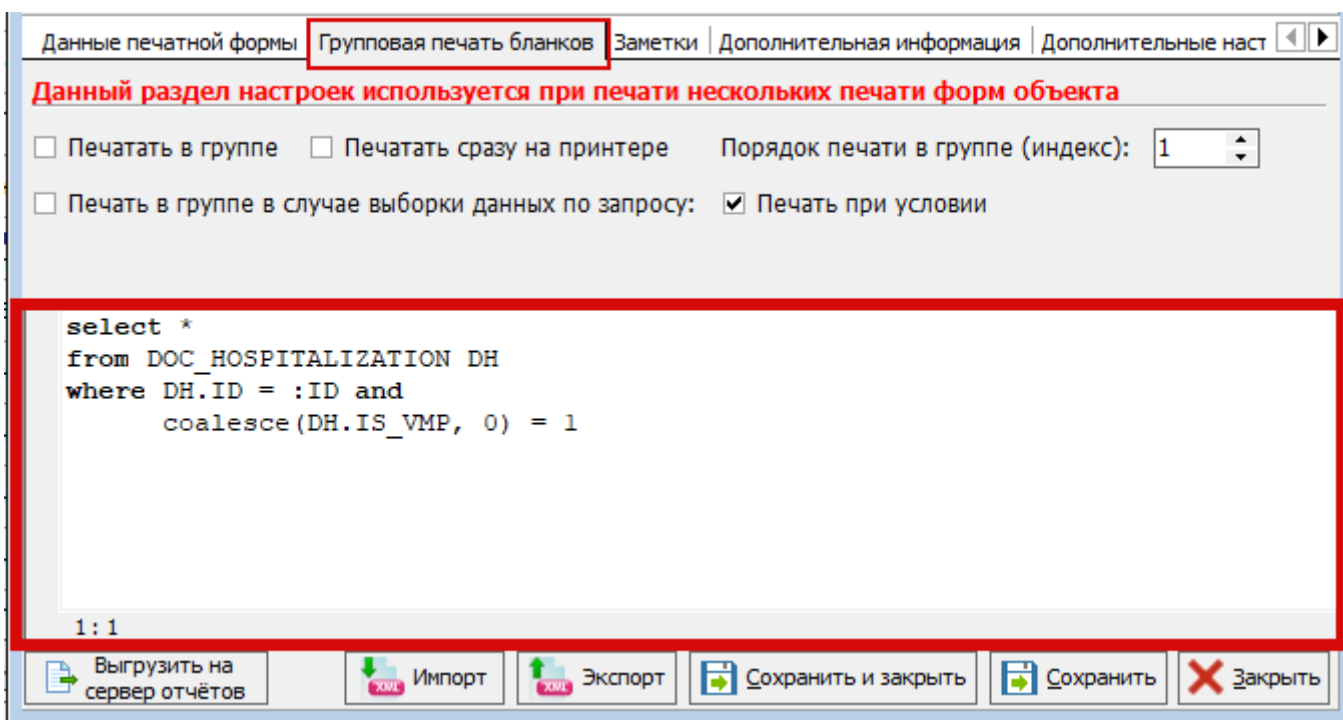 Данные печатной формы Групповая печать бланков Заметки Дополнительная информация Дополнительные наст
Данный раздел настроек используется при печати нескольких печати форм объекта
Печатать в группе Печатать сразу на принтере Порядок печати в группе (индекс): 1
Печать в группе в случае выборки данных по запросу: Печать при условии
select *
from DOC_HOSPITALIZATION DH
where DH.ID = :ID and
coalesce(DH.IS_VMP, 0) = 1
1:1
Выгрузить на
сервер отчётов
XML Импорт
XML Экспорт
Сохранить и закрыть
Сохранить
Закрыть